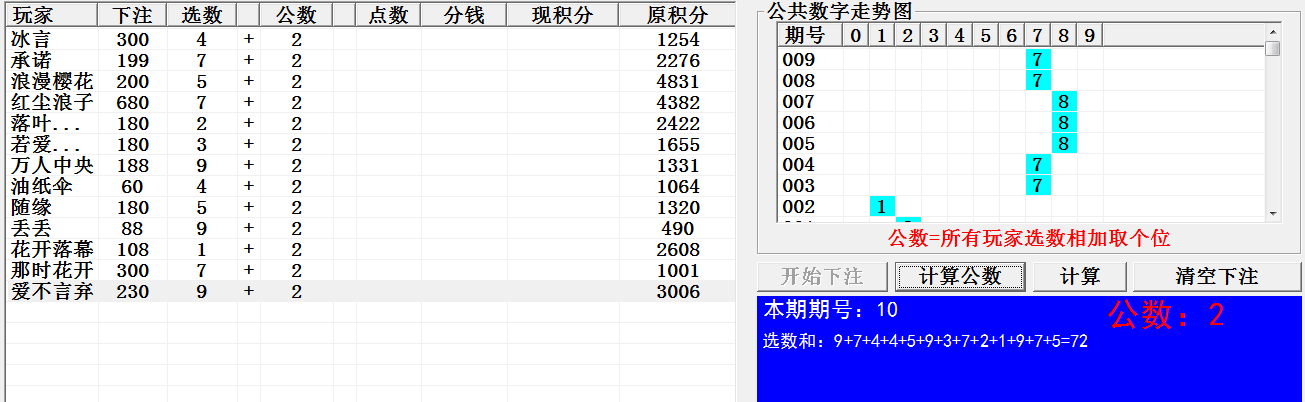 玩家 下注 选数 公数 点数 分钱 现积分 原积分
冰言 300 4 + 2 1254
承诺 199 7 + 2 2276
浪漫樱花 200 5 + 2 4831
红尘浪子 680 7 + 2 4382
落叶... 180 2 + 2 2422
若爱... 180 3 + 2 1655
万人中央 188 9 + 2 1331
油纸伞 60 4 + 2 1064
随缘 180 5 + 2 1320
丢丢 88 9 + 2 490
花开落幕 108 1 + 2 2608
那时花开 300 7 + 2 1001
爱不言弃 230 9 + 2 3006
公共数字走势图
期号 0 1 2 3 4 5 6 7 8 9
009 7
008 7
007 8
006 8
005 8
004 7
003 7
002 1
公数=所有玩家选数相加取个位
开始下注 计算公数 计算 清空下注
本期期号：10
公数：2
选数和：9+7+4+4+5+9+3+7+2+1+9+7+5=72